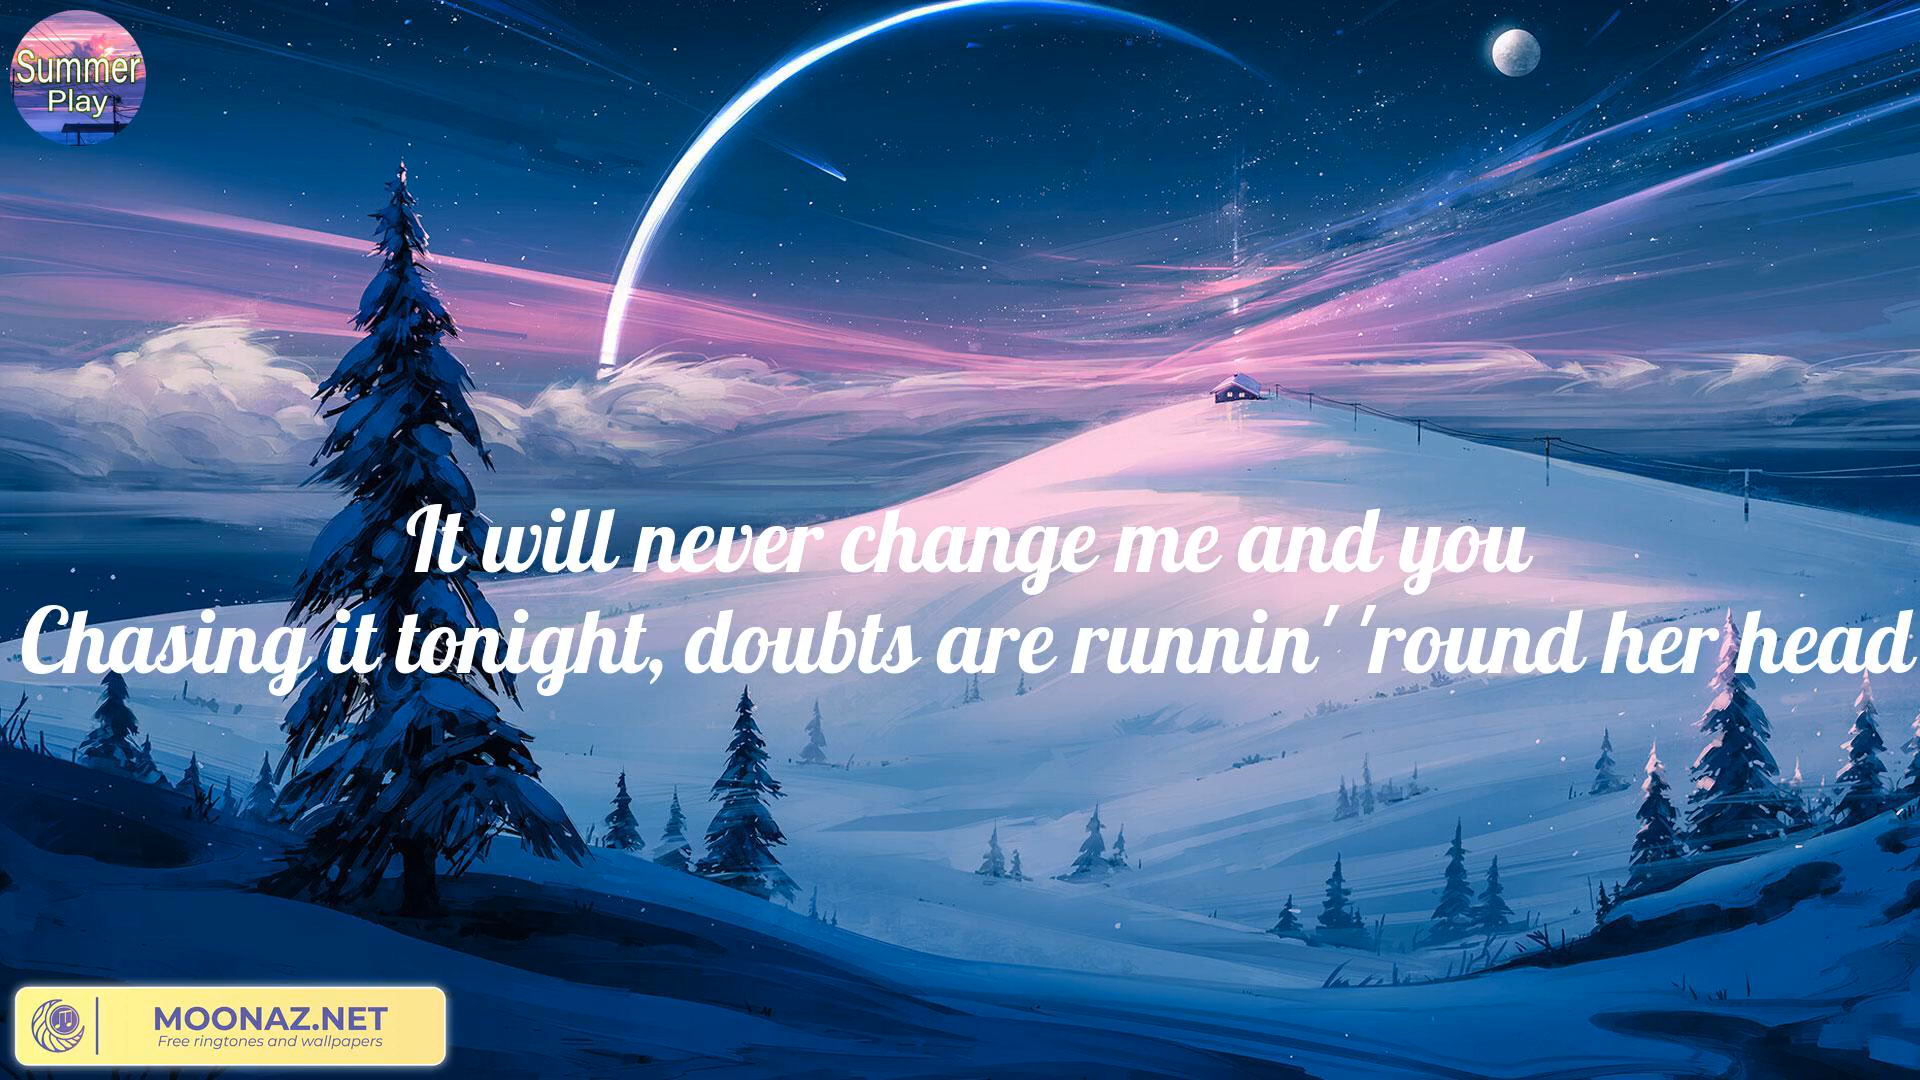 Summer
Play
It will never change me and you
Chasing it tonight, doubts are runnin' 'round her head
MOONAZ.NET
Free ringtones and wallpapers